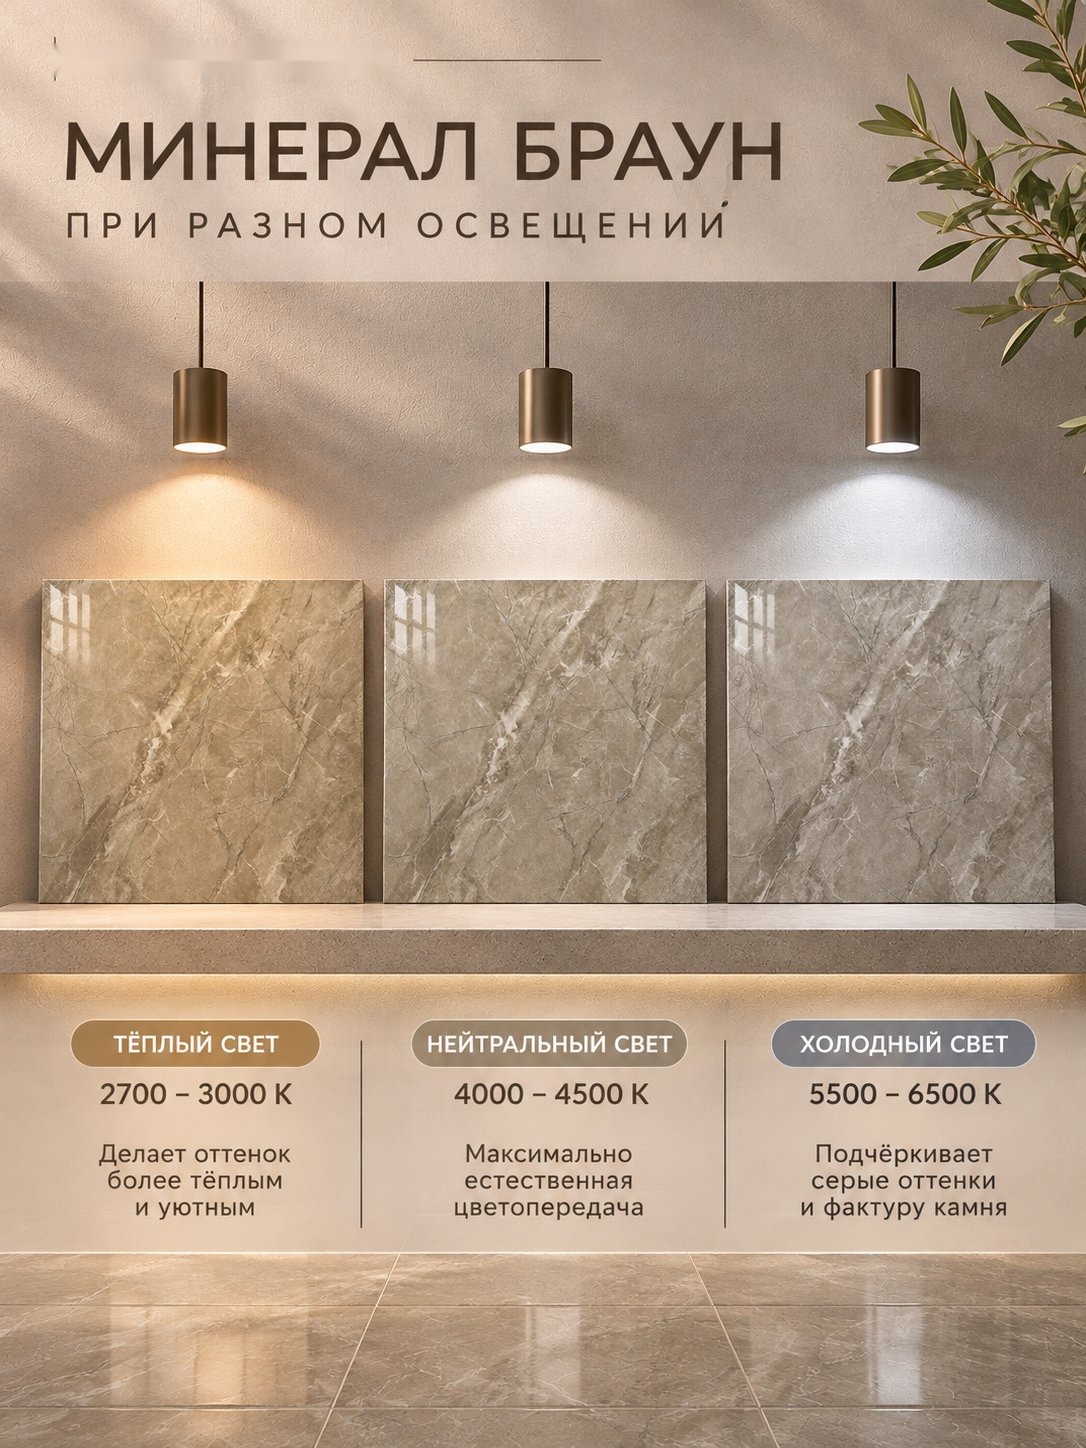 МИНЕРАЛ БРАУН
ПРИ РАЗНОМ ОСВЕЩЕНИИ
ТЁПЛЫЙ СВЕТ
2700 – 3000 К
Делает оттенок
более тёплым
и уютным
НЕЙТРАЛЬНЫЙ СВЕТ
4000 – 4500 К
Максимально
естественная
цветопередача
ХОЛОДНЫЙ СВЕТ
5500 – 6500 К
Подчёркивает
серые оттенки
и фактуру камня